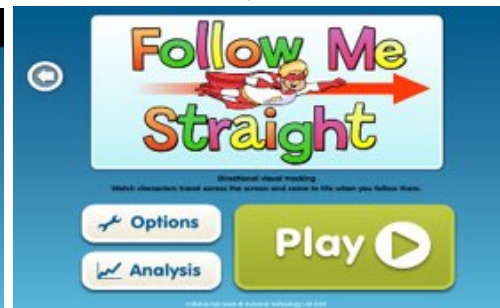 Follow Me
Straight
Directional visual tracking
Watch characters travel across the screen and come to life when you follow them.
Options
Play
Analysis